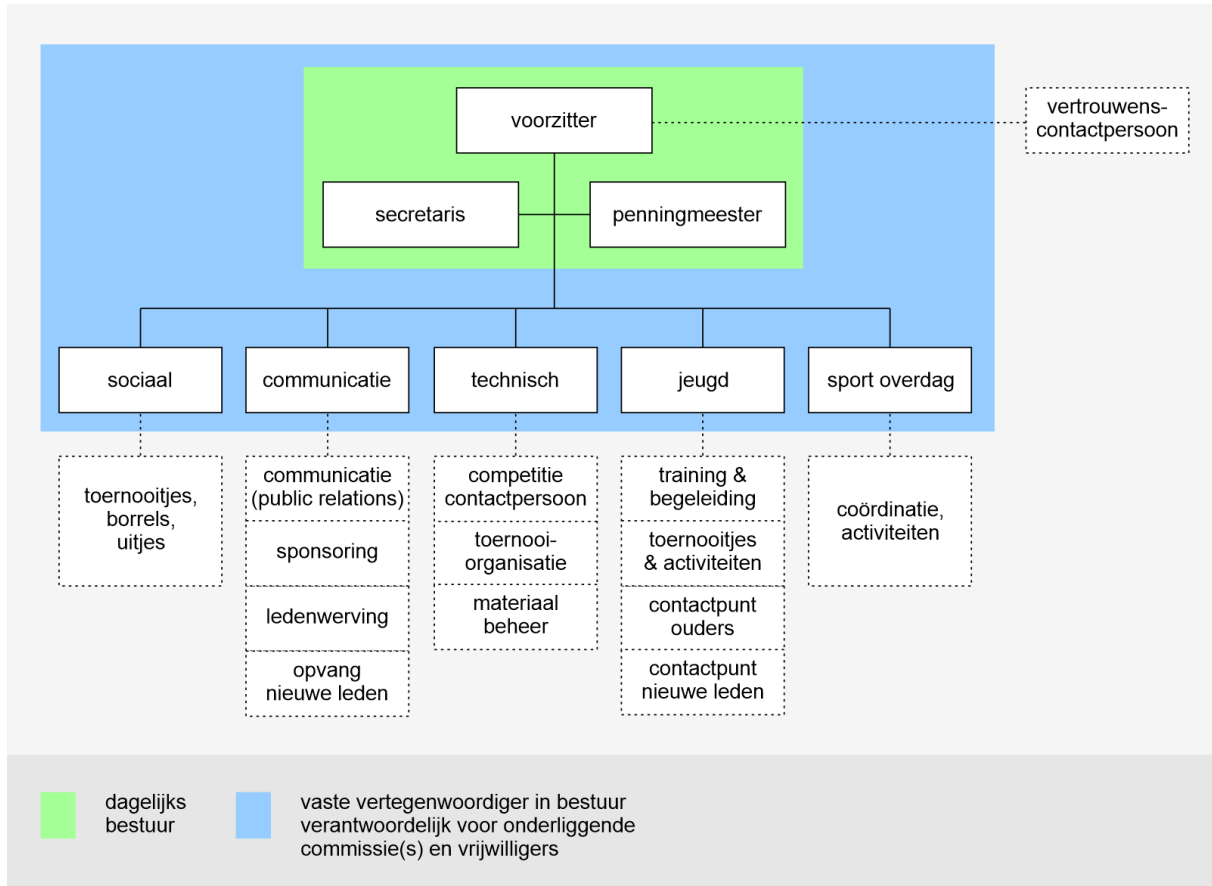 voorzitter
vertrouwens-
contactpersoon
secretaris
penningmeester
sociaal
communicatie
technisch
jeugd
sport overdag
toernooitjes,
borrels,
uitjes
communicatie
(public relations)
sponsoring
ledenwerving
opvang
nieuwe leden
competitie
contactpersoon
toernooi-
organisatie
materiaal
beheer
training &
begeleiding
toernooitjes
& activiteiten
contactpunt
ouders
contactpunt
nieuwe leden
coördinatie,
activiteiten
dagelijks
bestuur
vaste vertegenwoordiger in bestuur
verantwoordelijk voor onderliggende
commissie(s) en vrijwilligers